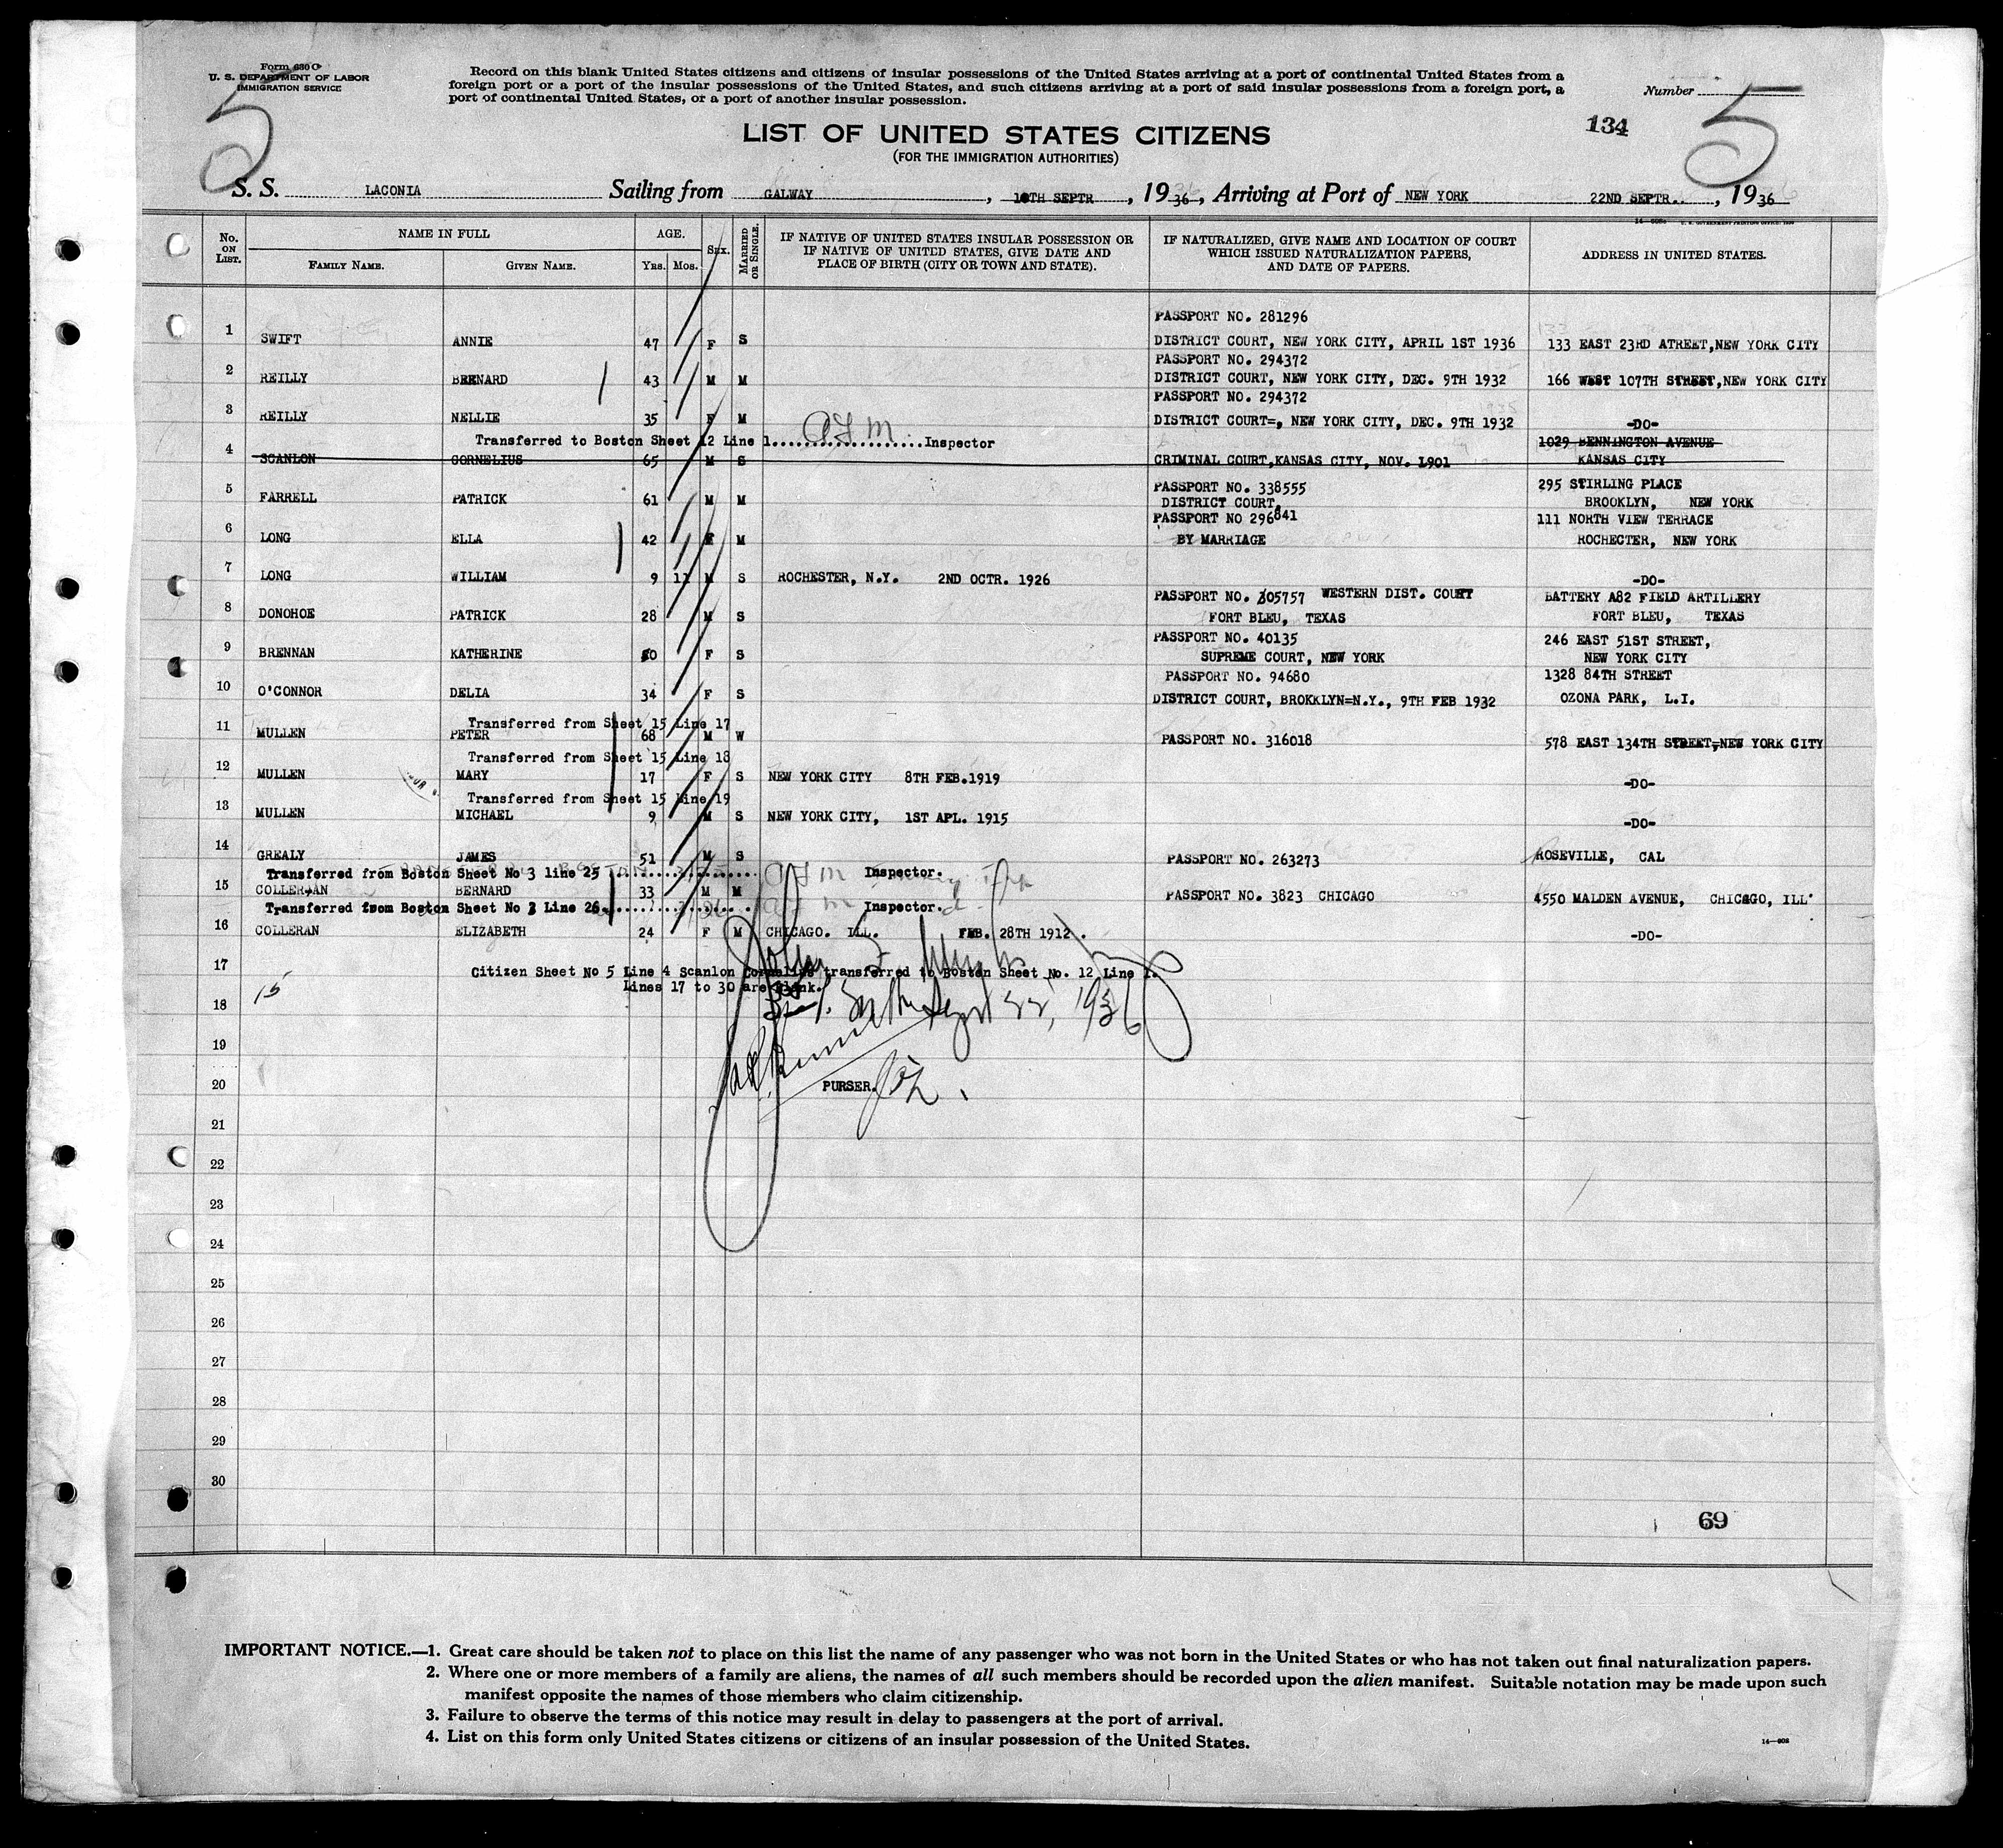 Form 630 C
U. S. DEPARTMENT OF LABOR
IMMIGRATION SERVICE
5
Record on this blank United States citizens and citizens of insular possessions of the United States arriving at a port of continental United States from a
foreign port or a port of the insular possessions of the United States, and such citizens arriving at a port of said insular possessions from a foreign port, a
port of continental United States, or a port of another insular possession.
Number 5
134
LIST OF UNITED STATES CITIZENS
(FOR THE IMMIGRATION AUTHORITIES)
S. S. LACONIA Sailing from GALWAY, TH SEPTR, 1936, Arriving at Port of NEW YORK 22ND SEPTR., 1936
No. ON LIST. NAME IN FULL FAMILY NAME. GIVEN NAME. AGE. Yrs. Mos. SEX. MARRIED OR SINGLE. IF NATIVE OF UNITED STATES INSULAR POSSESSION OR IF NATIVE OF UNITED STATES, GIVE DATE AND PLACE OF BIRTH (CITY OR TOWN AND STATE). IF NATURALIZED, GIVE NAME AND LOCATION OF COURT WHICH ISSUED NATURALIZATION PAPERS, AND DATE OF PAPERS. ADDRESS IN UNITED STATES.
PASSPORT NO. 281296
1 SWIFT ANNIE 47 F S DISTRICT COURT, NEW YORK CITY, APRIL 1ST 1936 133 EAST 23RD ATREET,NEW YORK CITY
PASSPORT NO. 294372
2 REILLY BERNARD 43 M M DISTRICT COURT, NEW YORK CITY, DEC. 9TH 1932 166 WEST 107TH STREET,NEW YORK CITY
PASSPORT NO. 294372
3 REILLY NELLIE 35 F M DISTRICT COURT=, NEW YORK CITY, DEC. 9TH 1932 -DO-
Transferred to Boston Sheet 12 Line 1.................... Inspector 1029 BENNINGTON AVENUE
4 SCANLON CORNELIUS 65 M S CRIMINAL COURT,KANSAS CITY, NOV. 1901 KANSAS CITY
PASSPORT NO. 338555 295 STIRLING PLACE
5 FARRELL PATRICK 61 M M DISTRICT COURT, BROOKLYN, NEW YORK
PASSPORT NO 296841 111 NORTH VIEW TERRACE
6 LONG ELLA 42 F M BY MARRIAGE ROCHECTER, NEW YORK
7 LONG WILLIAM 9 11 M S ROCHESTER, N.Y. 2ND OCTR. 1926 -DO-
PASSPORT NO. 305757 WESTERN DIST. COURT BATTERY A82 FIELD ARTILLERY
8 DONOHOE PATRICK 28 M S FORT BLEU, TEXAS FORT BLEU, TEXAS
PASSPORT NO. 40135 246 EAST 51ST STREET,
9 BRENNAN KATHERINE 50 F S SUPREME COURT, NEW YORK NEW YORK CITY
PASSPORT NO. 94680 1328 84TH STREET
10 O'CONNOR DELIA 34 F S DISTRICT COURT, BROKKLYN=N.Y., 9TH FEB 1932 OZONA PARK, L.I.
Transferred from Sheet 15 Line 17
11 MULLEN PETER 68 M W PASSPORT NO. 316018 578 EAST 134TH STREET,NEW YORK CITY
Transferred from Sheet 15 Line 18
12 MULLEN MARY 17 F S NEW YORK CITY 8TH FEB.1919 -DO-
Transferred from Sheet 15 Line 19
13 MULLEN MICHAEL 9 M S NEW YORK CITY, 1ST APL. 1915 -DO-
14 GREALY JAMES 51 M S PASSPORT NO. 263273 ROSEVILLE, CAL
Transferred from Boston Sheet No 3 line 25.................... Inspector.
15 COLLERAN BERNARD 33 M M PASSPORT NO. 3823 CHICAGO 4550 MALDEN AVENUE, CHICAGO, ILL
Transferred from Boston Sheet No 3 Line 26.................... Inspector.
16 COLLERAN ELIZABETH 24 F M CHICAGO. ILL. FEB. 28TH 1912. -DO-
17 Citizen Sheet No 5 Line 4 Scanlon Cornelius transferred to Boston Sheet No. 12 Line 1.
Lines 17 to 30 are blank.
15
18 Sept 22, 1936
19
20 PURSER.
21
22
23
24
25
26
27
28
29
30
69
IMPORTANT NOTICE.—1. Great care should be taken not to place on this list the name of any passenger who was not born in the United States or who has not taken out final naturalization papers.
2. Where one or more members of a family are aliens, the names of all such members should be recorded upon the alien manifest. Suitable notation may be made upon such
manifest opposite the names of those members who claim citizenship.
3. Failure to observe the terms of this notice may result in delay to passengers at the port of arrival.
4. List on this form only United States citizens or citizens of an insular possession of the United States.